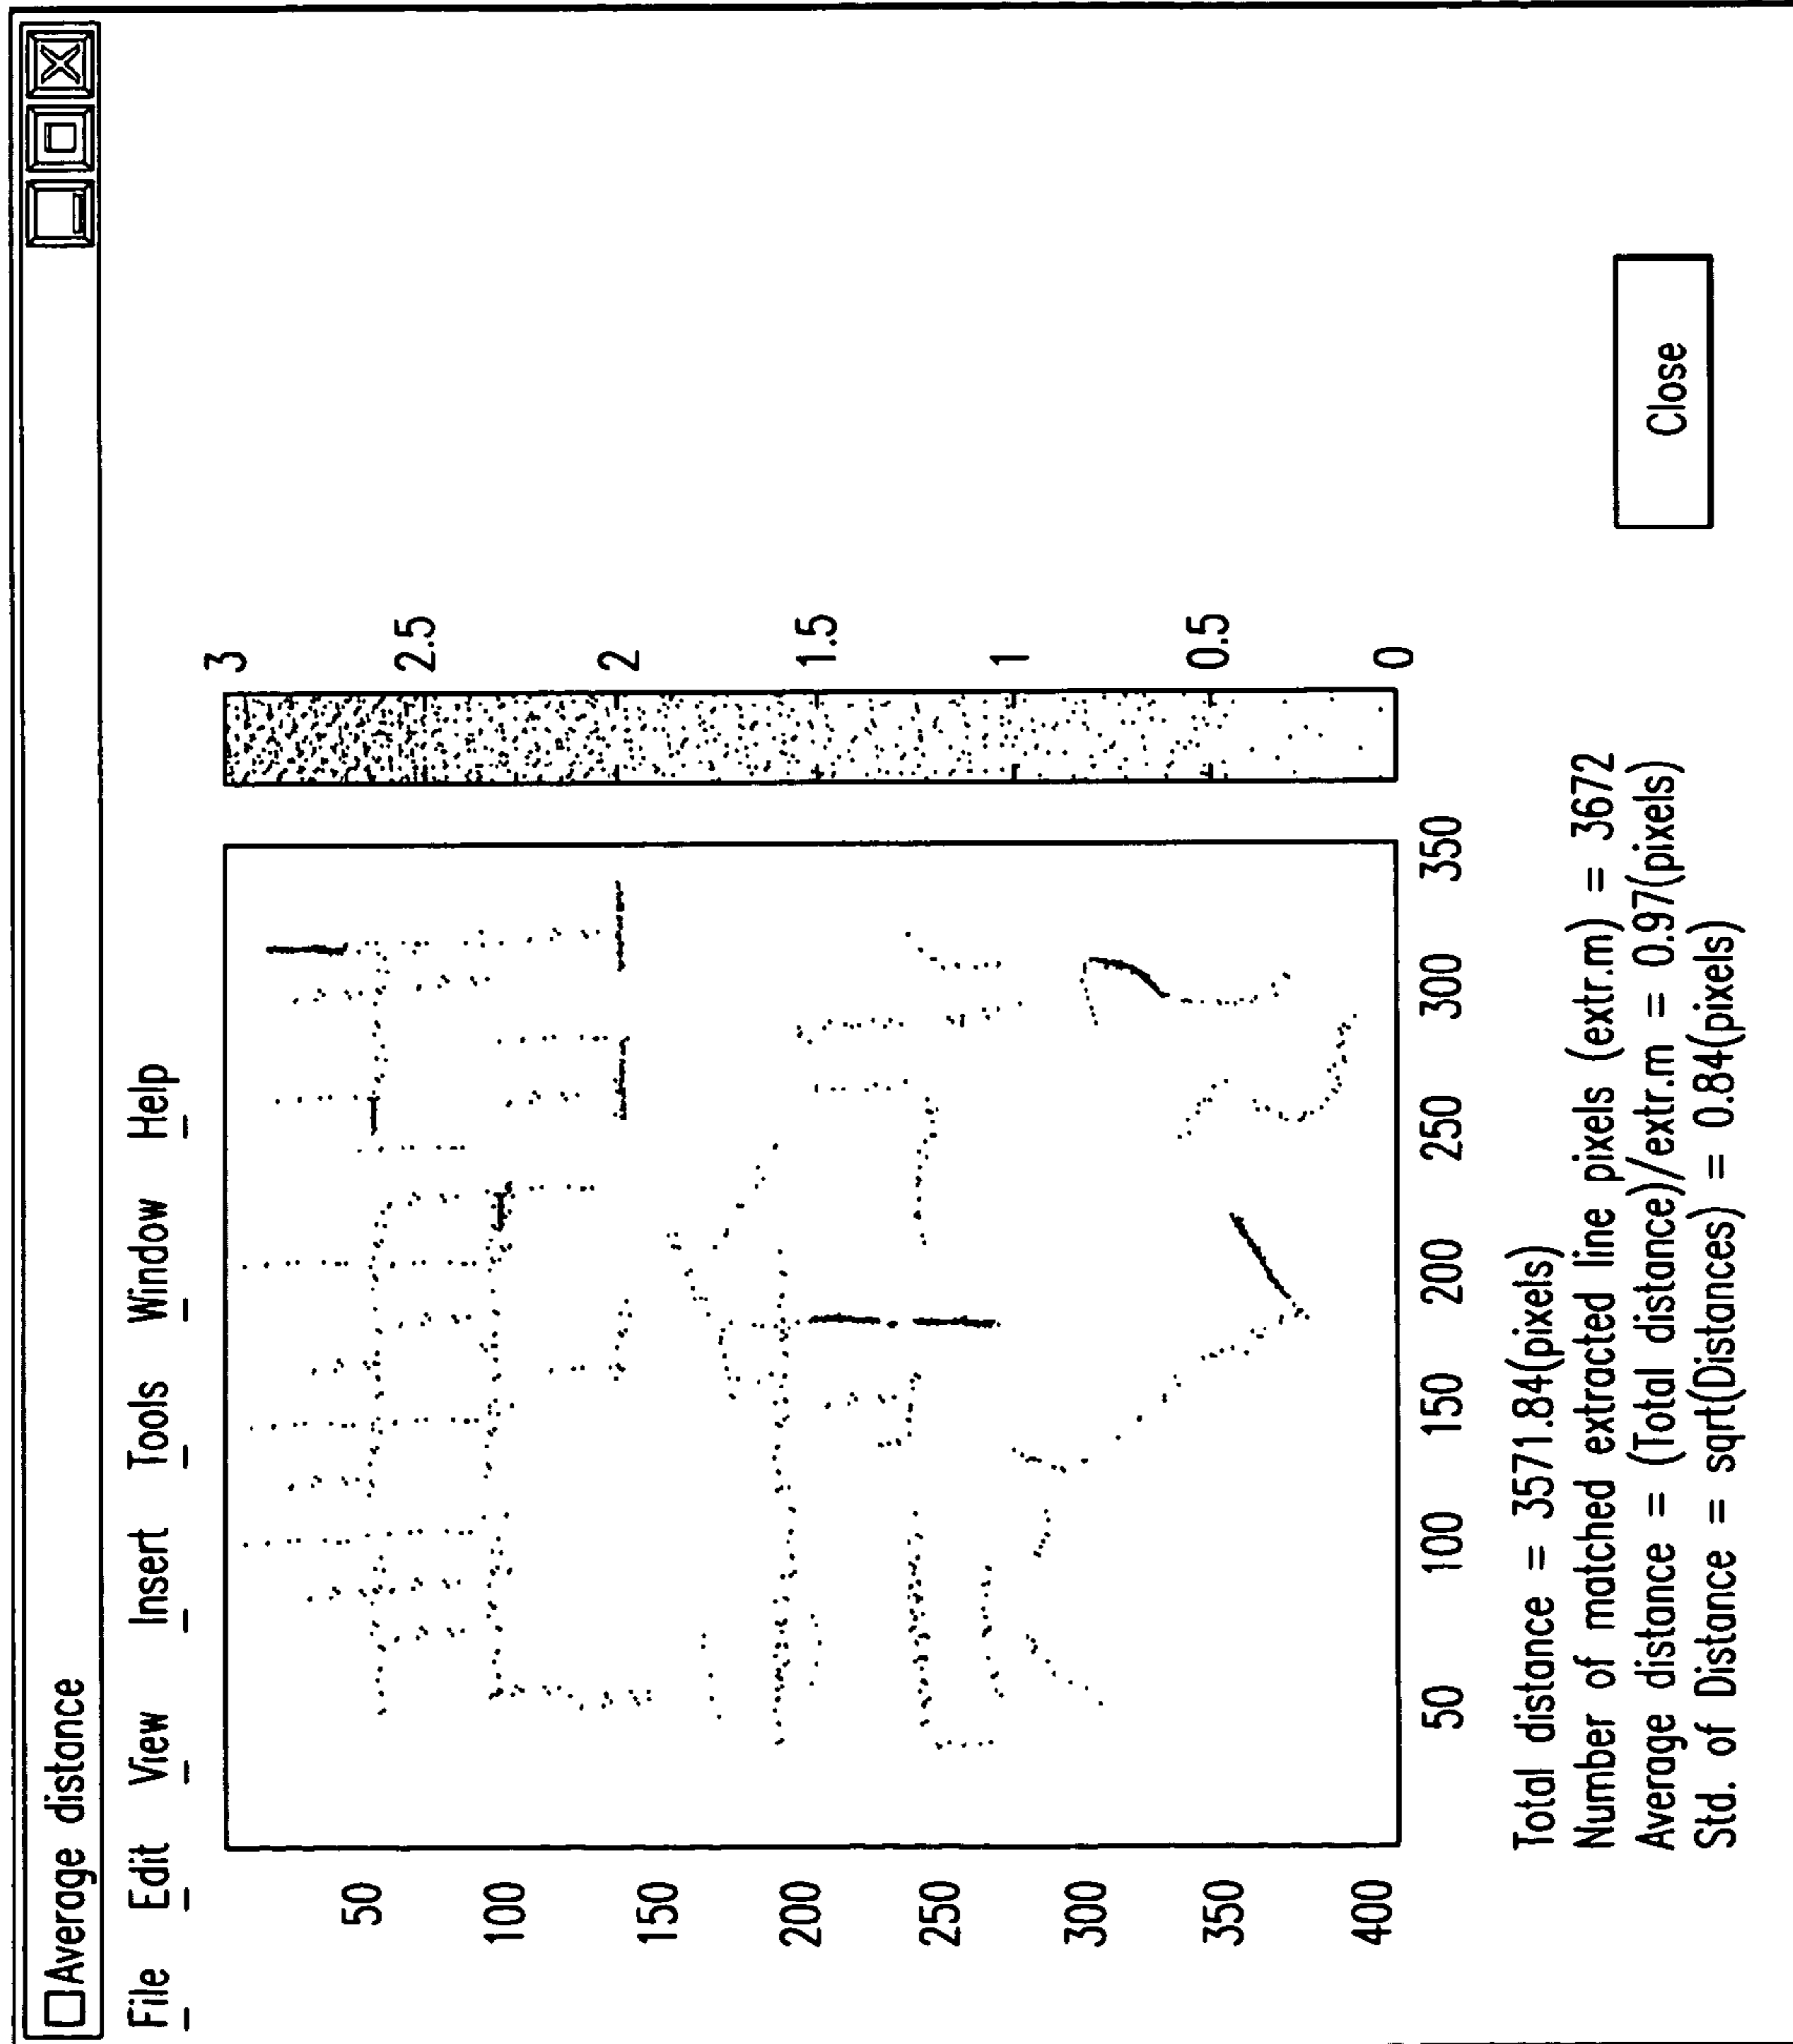 Average distance
File Edit View Insert Tools Window Help
50
100
150
200
250
300
350
400
50 100 150 200 250 300 350
3
2.5
2
1.5
1
0.5
0
Total distance = 3571.84(pixels)
Number of matched extracted line pixels (extr.m) = 3672
Average distance = (Total distance)/extr.m = 0.97(pixels)
Std. of Distance = sqrt(Distances) = 0.84(pixels)
Close